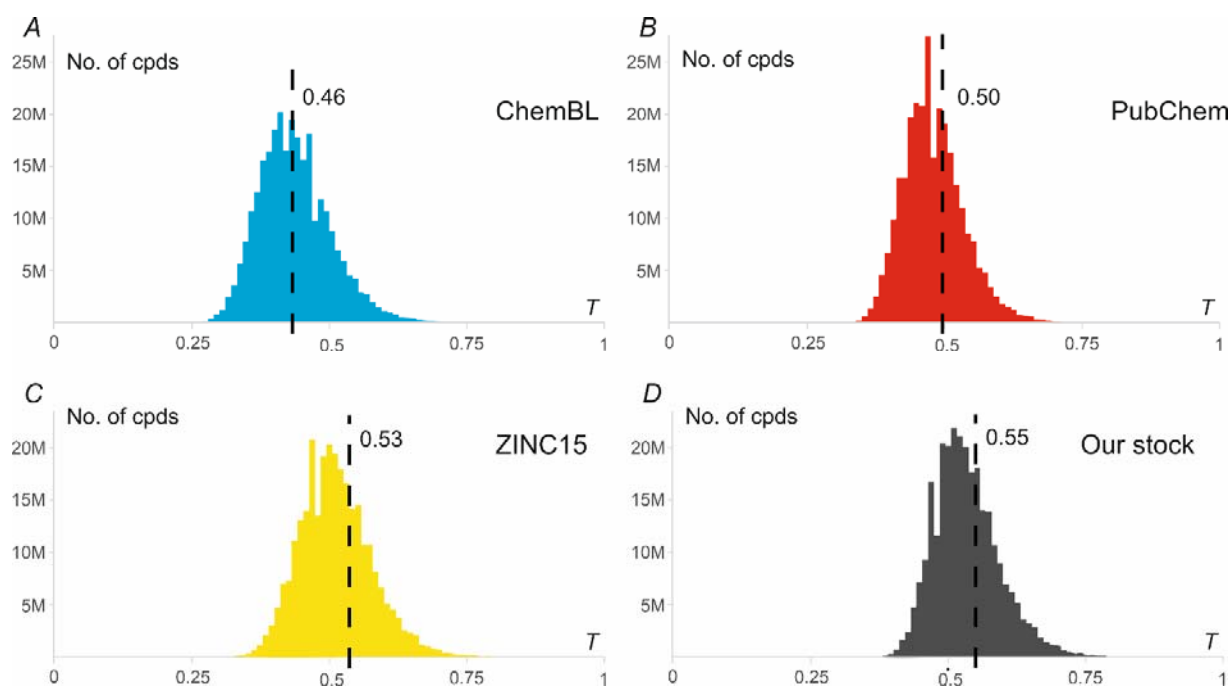 A
No. of cpds
25M
20M
15M
10M
5M
0.46
ChemBL
T
0
0.25
0.5
0.75
1
B
No. of cpds
25M
20M
15M
10M
5M
0.50
PubChem
T
0
0.25
0.5
0.75
1
C
No. of cpds
20M
15M
10M
5M
0.53
ZINC15
T
0
0.25
0.5
0.75
1
D
No. of cpds
20M
15M
10M
5M
0.55
Our stock
T
0
0.25
0.5
0.75
1